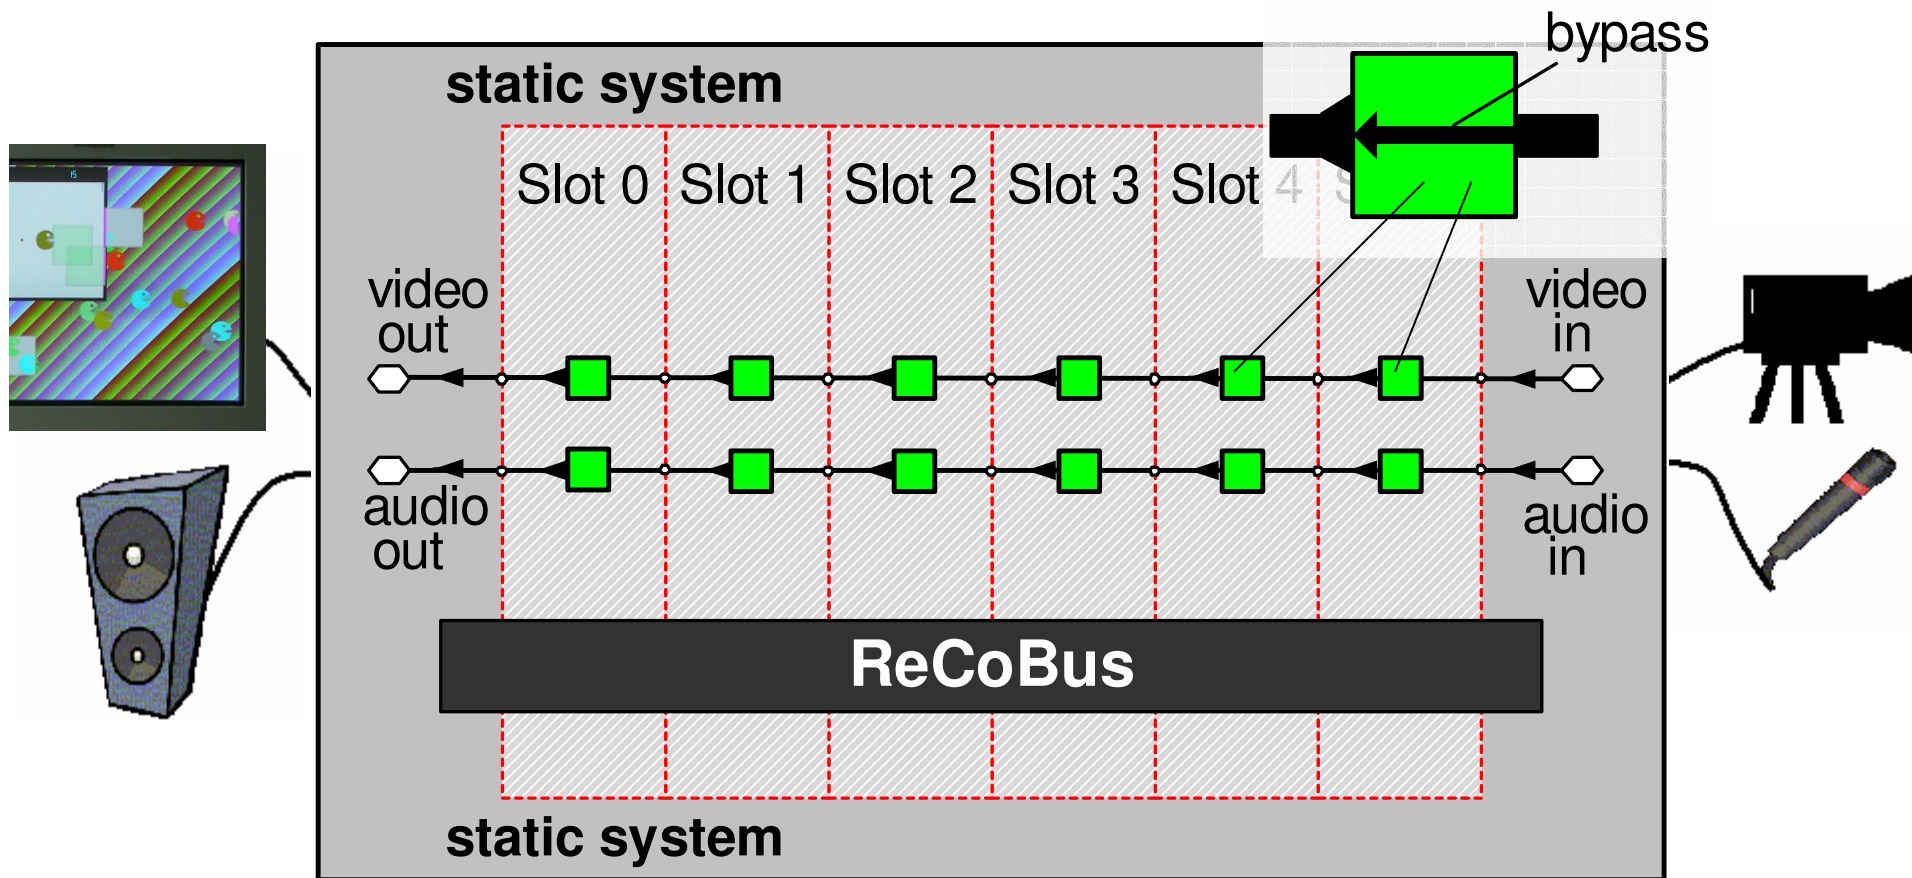 bypass
static system
Slot 0 Slot 1 Slot 2 Slot 3 Slot 4
video
out
video
in
audio
out
audio
in
ReCoBus
static system